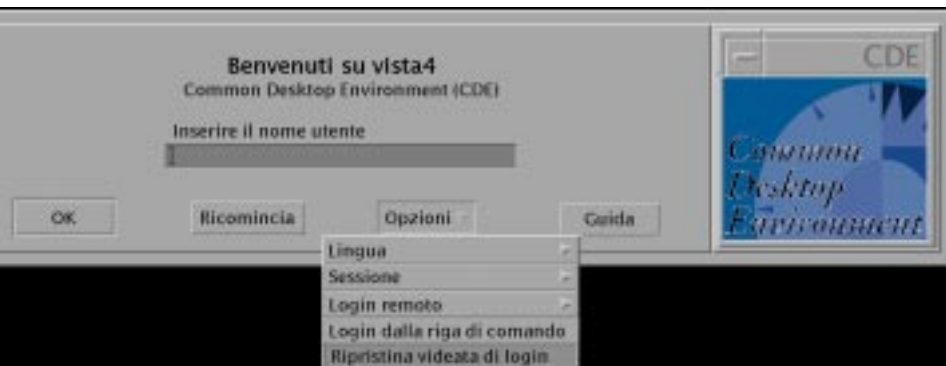 Benvenuti su vista4
CDE
Common Desktop Environment (CDE)
Inserire il nome utente
Common
Desktop
Environment
OK
Ricomincia
Opzioni
Guida
Lingua
Sessione
Login remoto
Login dalla riga di comando
Ripristina videata di login